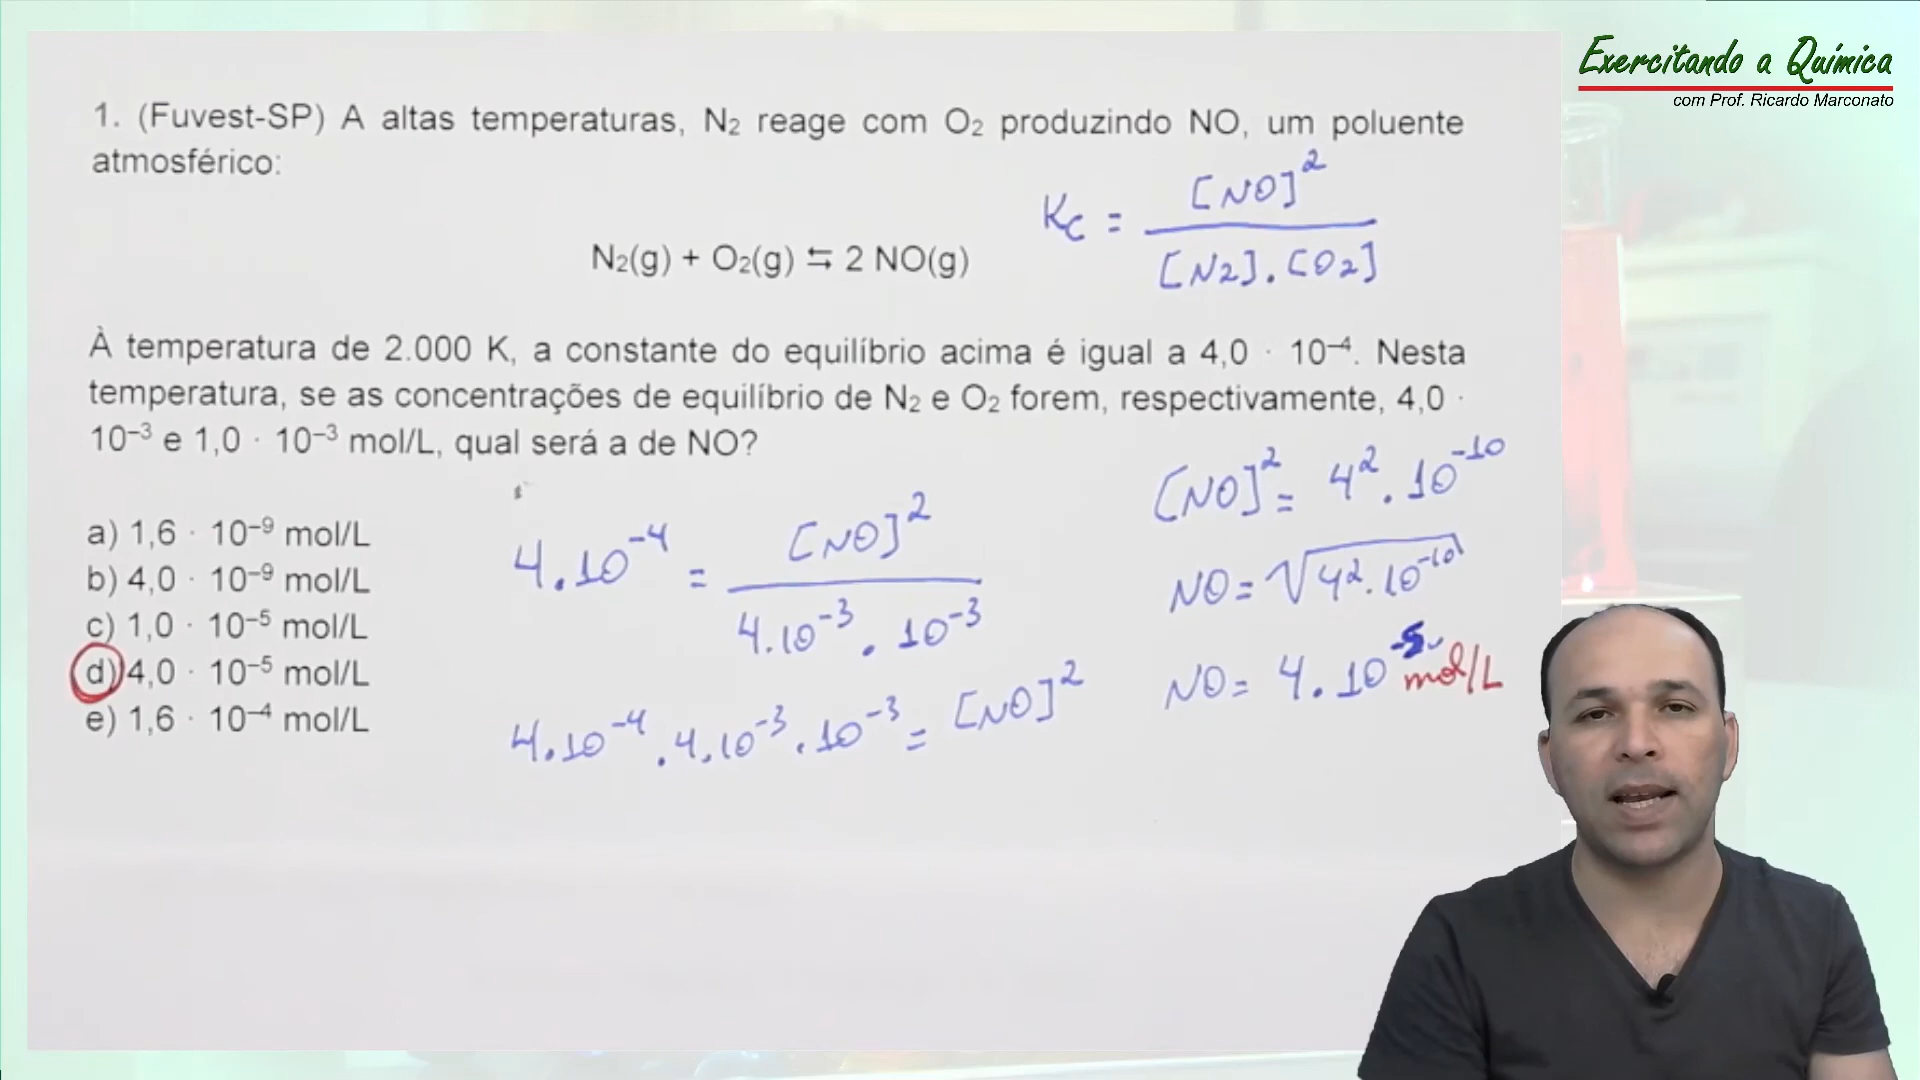 Exercitando a Química
com Prof. Ricardo Marconato
1. (Fuvest-SP) A altas temperaturas, N₂ reage com O₂ produzindo NO, um poluente
atmosférico:
Kc = [NO]² / [N2].[O2]
N₂(g) + O₂(g) ⇆ 2 NO(g)
À temperatura de 2.000 K, a constante do equilíbrio acima é igual a 4,0 · 10⁻⁴. Nesta
temperatura, se as concentrações de equilíbrio de N₂ e O₂ forem, respectivamente, 4,0 ·
10⁻³ e 1,0 · 10⁻³ mol/L, qual será a de NO?
a) 1,6 · 10⁻⁹ mol/L
b) 4,0 · 10⁻⁹ mol/L
c) 1,0 · 10⁻⁵ mol/L
d) 4,0 · 10⁻⁵ mol/L
e) 1,6 · 10⁻⁴ mol/L
4.10⁻⁴ = [NO]² / 4.10⁻³ . 10⁻³
4.10⁻⁴ . 4.10⁻³ . 10⁻³ = [NO]²
[NO]² = 4² . 10⁻¹⁰
NO = √4².10⁻¹⁰
NO = 4.10⁻⁵ mol/L